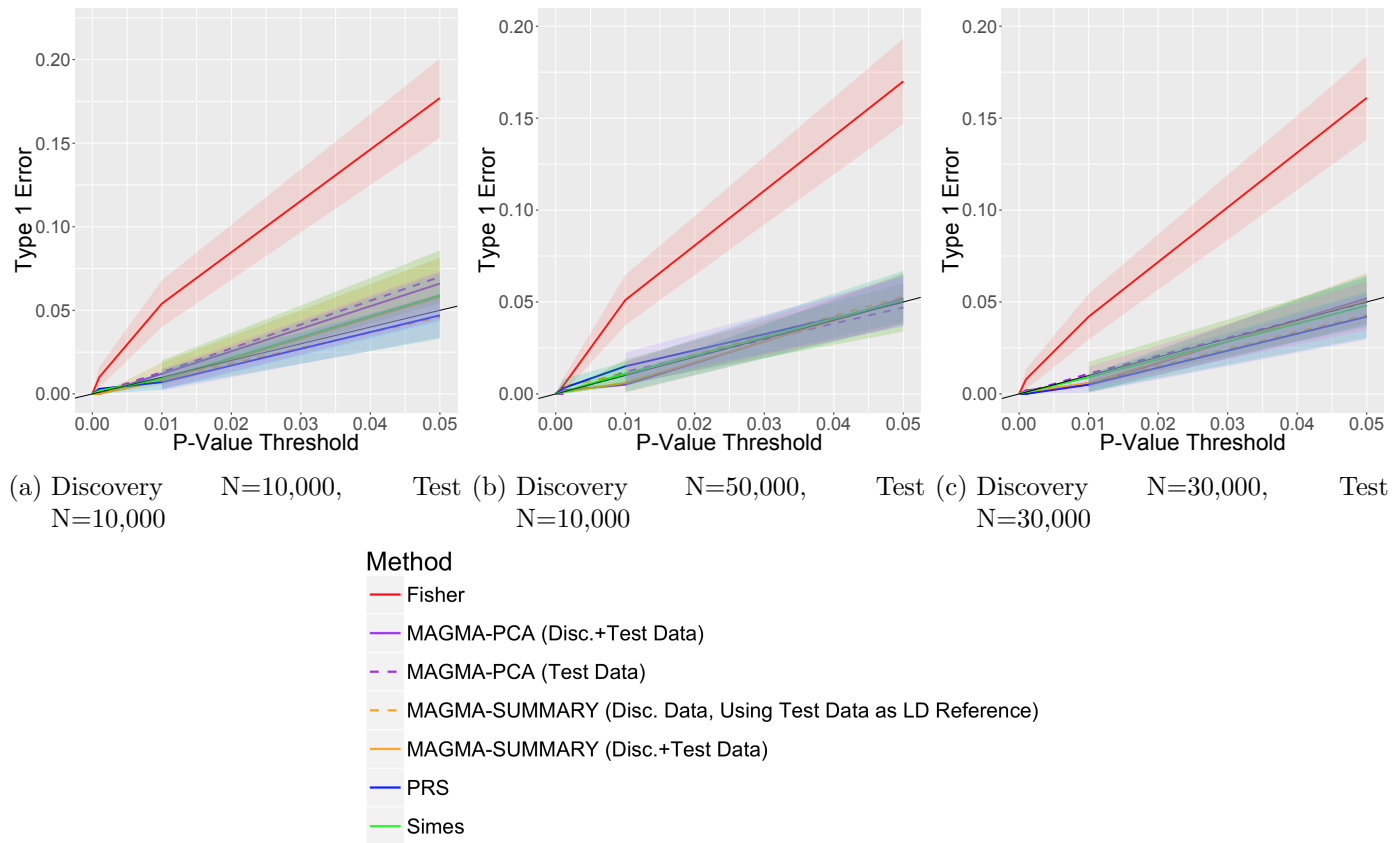 0.20
0.15
0.10
0.05
0.00
Type 1 Error
0.00 0.01 0.02 0.03 0.04 0.05
P-Value Threshold
(a) Discovery N=10,000, Test
N=10,000
0.20
0.15
0.10
0.05
0.00
Type 1 Error
0.00 0.01 0.02 0.03 0.04 0.05
P-Value Threshold
(b) Discovery N=50,000, Test
N=10,000
0.20
0.15
0.10
0.05
0.00
Type 1 Error
0.00 0.01 0.02 0.03 0.04 0.05
P-Value Threshold
(c) Discovery N=30,000, Test
N=30,000
Method
Fisher
MAGMA-PCA (Disc.+Test Data)
MAGMA-PCA (Test Data)
MAGMA-SUMMARY (Disc. Data, Using Test Data as LD Reference)
MAGMA-SUMMARY (Disc.+Test Data)
PRS
Simes